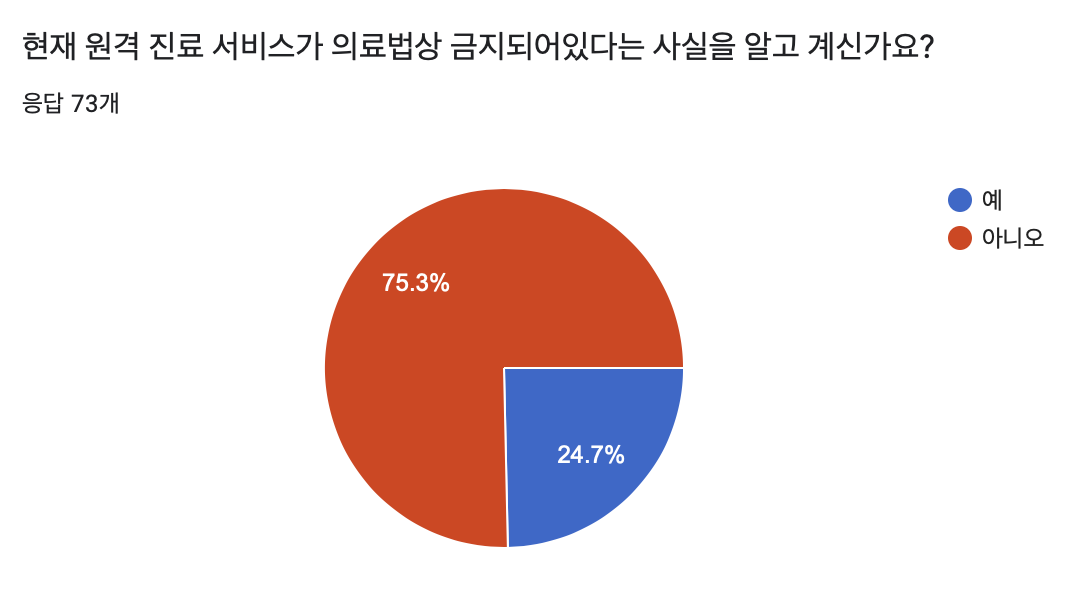 현재 원격 진료 서비스가 의료법상 금지되어있다는 사실을 알고 계신가요?
응답 73개
예
아니오
75.3%
24.7%